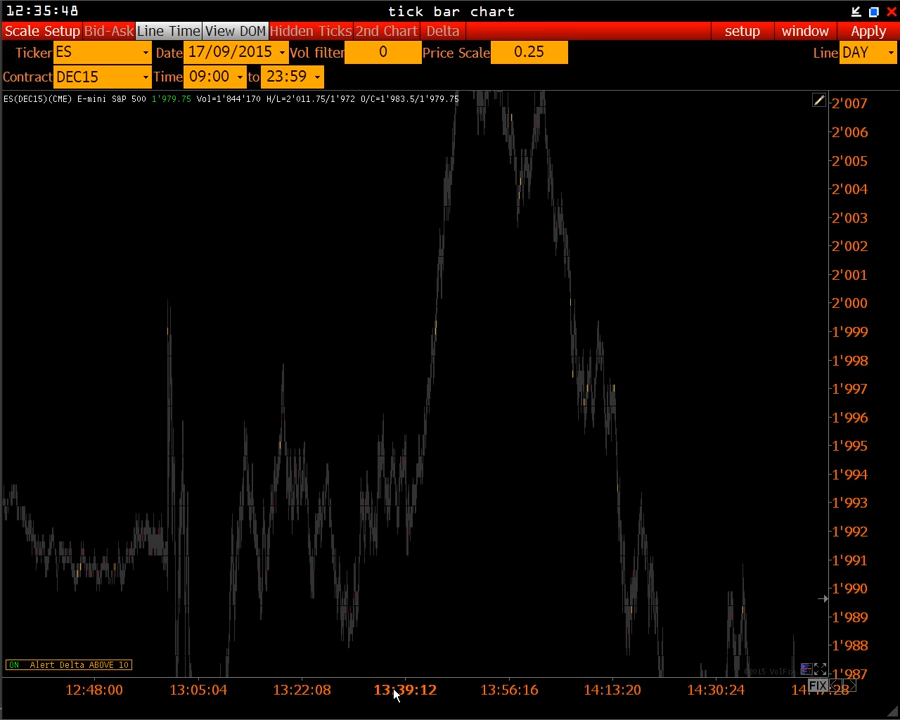 12:35:48 tick bar chart
Scale Setup Bid-Ask Line Time View DOM Hidden Ticks 2nd Chart Delta setup window Apply
Ticker ES Date 17/09/2015 Vol filter 0 Price Scale 0.25 Line DAY
Contract DEC15 Time 09:00 to 23:59
ES(DEC15)(CME) E-mini S&P 500 1'979.75 Vol=1'844'170 H/L=2'011.75/1'972 O/C=1'983.5/1'979.75
2'007
2'006
2'005
2'004
2'003
2'002
2'001
2'000
1'999
1'998
1'997
1'996
1'995
1'994
1'993
1'992
1'991
1'990
1'989
1'988
1'987
ON Alert Delta ABOVE 10
12:48:00 13:05:04 13:22:08 13:39:12 13:56:16 14:13:20 14:30:24
FIX